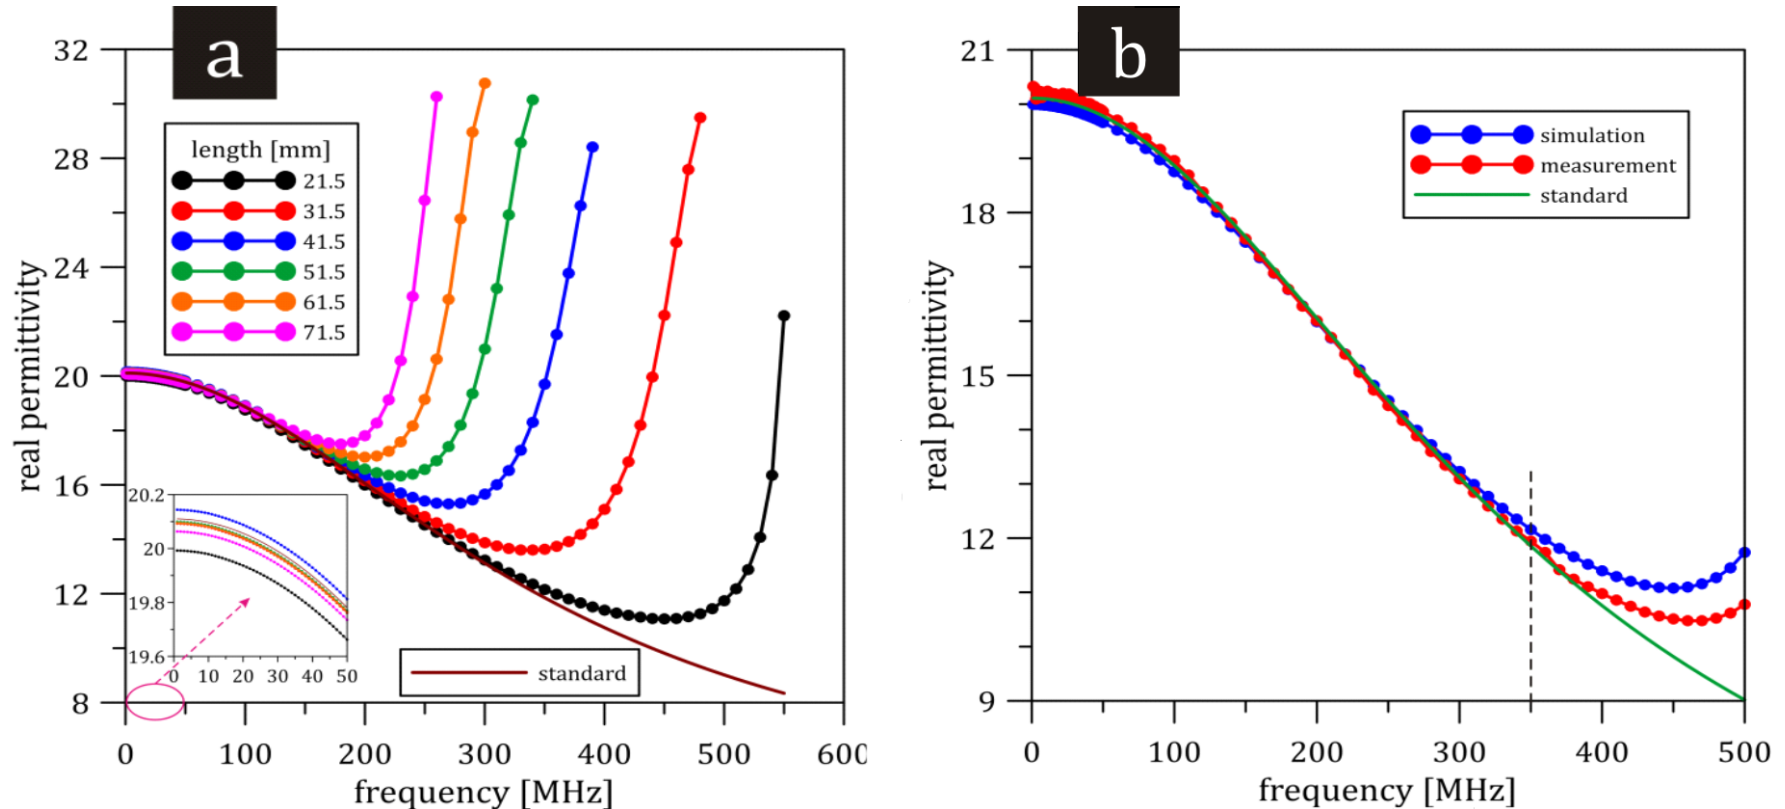 a
32
28
24
20
16
12
8
real permittivity
length [mm]
21.5
31.5
41.5
51.5
61.5
71.5
20.2
20
19.8
19.6
0 10 20 30 40 50
standard
0 100 200 300 400 500 600
frequency [MHz]
b
21
18
15
12
9
real permittivity
simulation
measurement
standard
0 100 200 300 400 500
frequency [MHz]